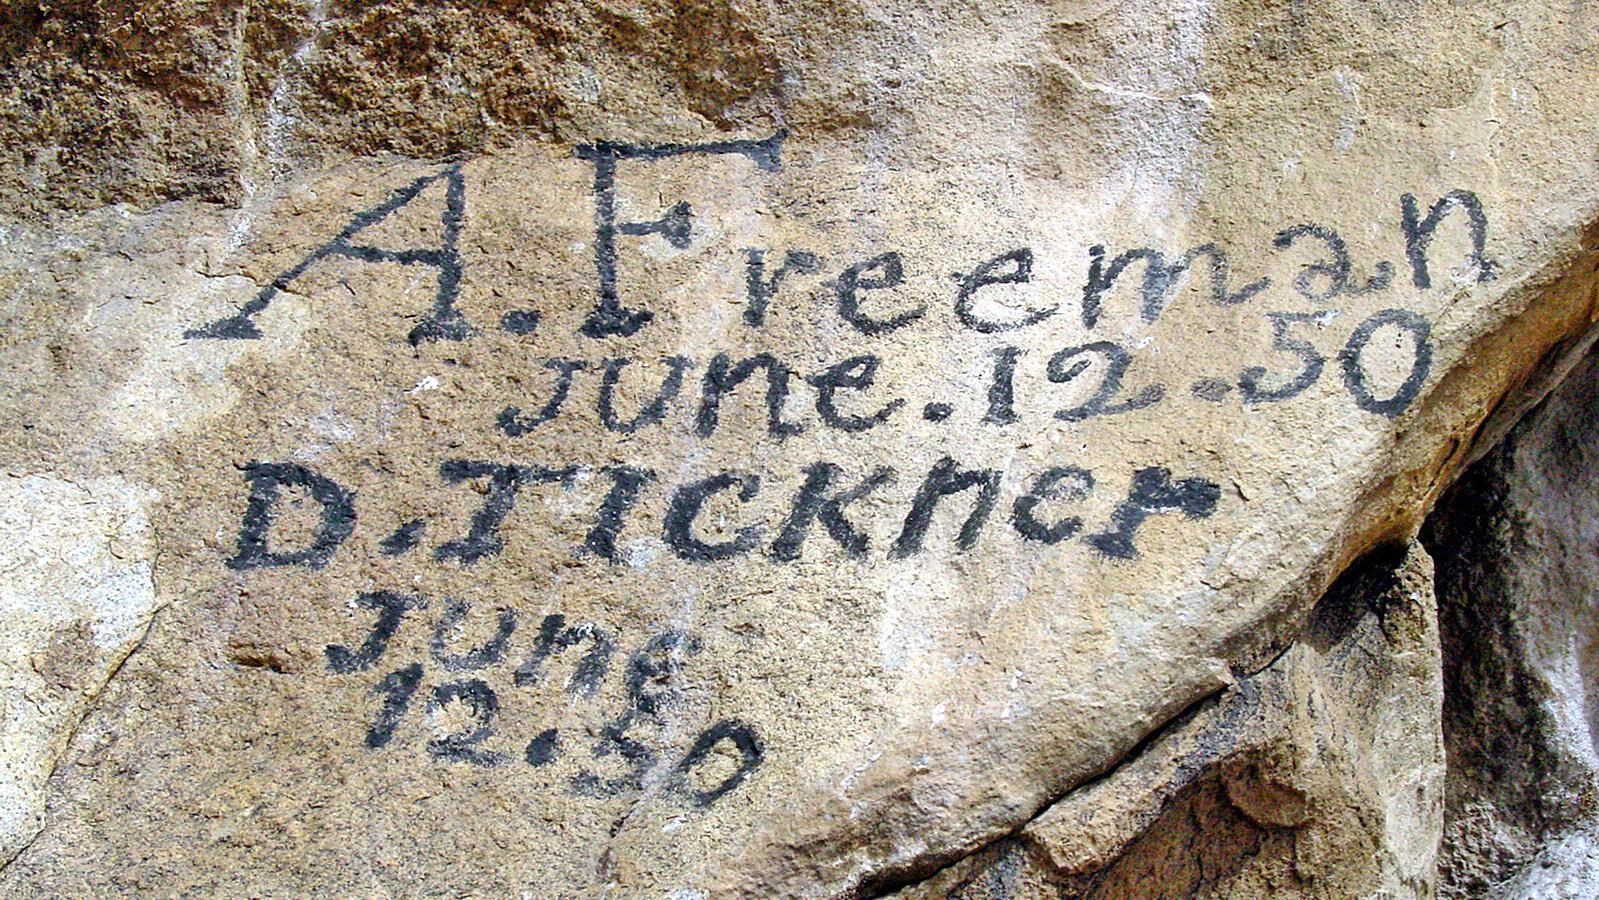 A. Freeman
June. 12.50
D. Tickner
June
12.50